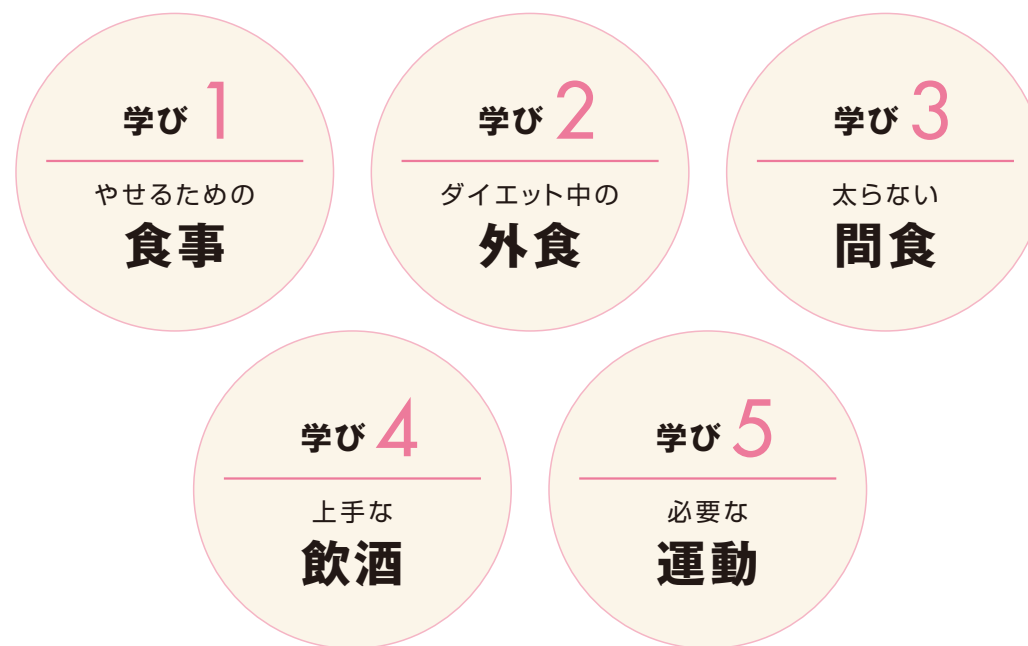 学び 1
やせるための
食事
学び 2
ダイエット中の
外食
学び 3
太らない
間食
学び 4
上手な
飲酒
学び 5
必要な
運動